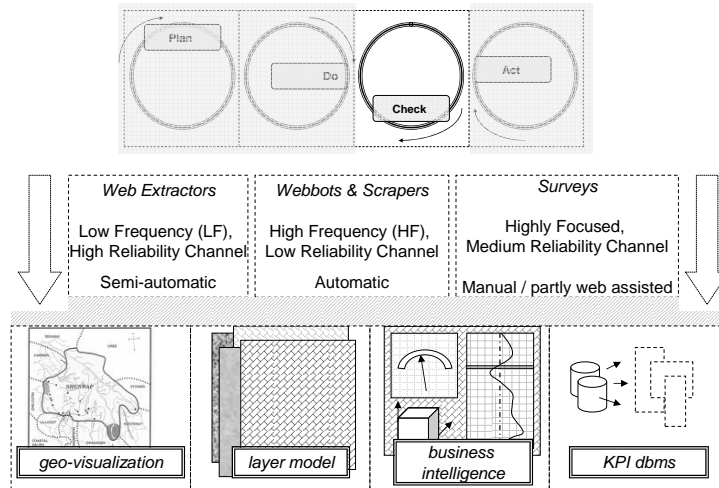 Plan
Do
Check
Act
Web Extractors
Low Frequency (LF),
High Reliability Channel
Semi-automatic
Webbots & Scrapers
High Frequency (HF),
Low Reliability Channel
Automatic
Surveys
Highly Focused,
Medium Reliability Channel
Manual / partly web assisted
geo-visualization
layer model
business
intelligence
KPI dbms